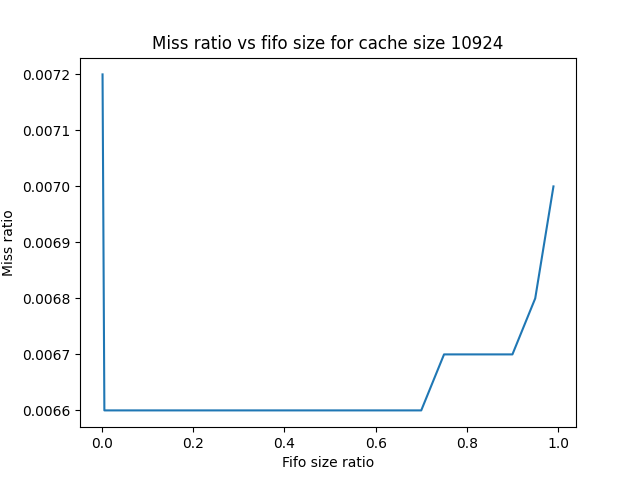 Miss ratio vs fifo size for cache size 10924
Miss ratio
0.0072
0.0071
0.0070
0.0069
0.0068
0.0067
0.0066
0.0 0.2 0.4 0.6 0.8 1.0
Fifo size ratio